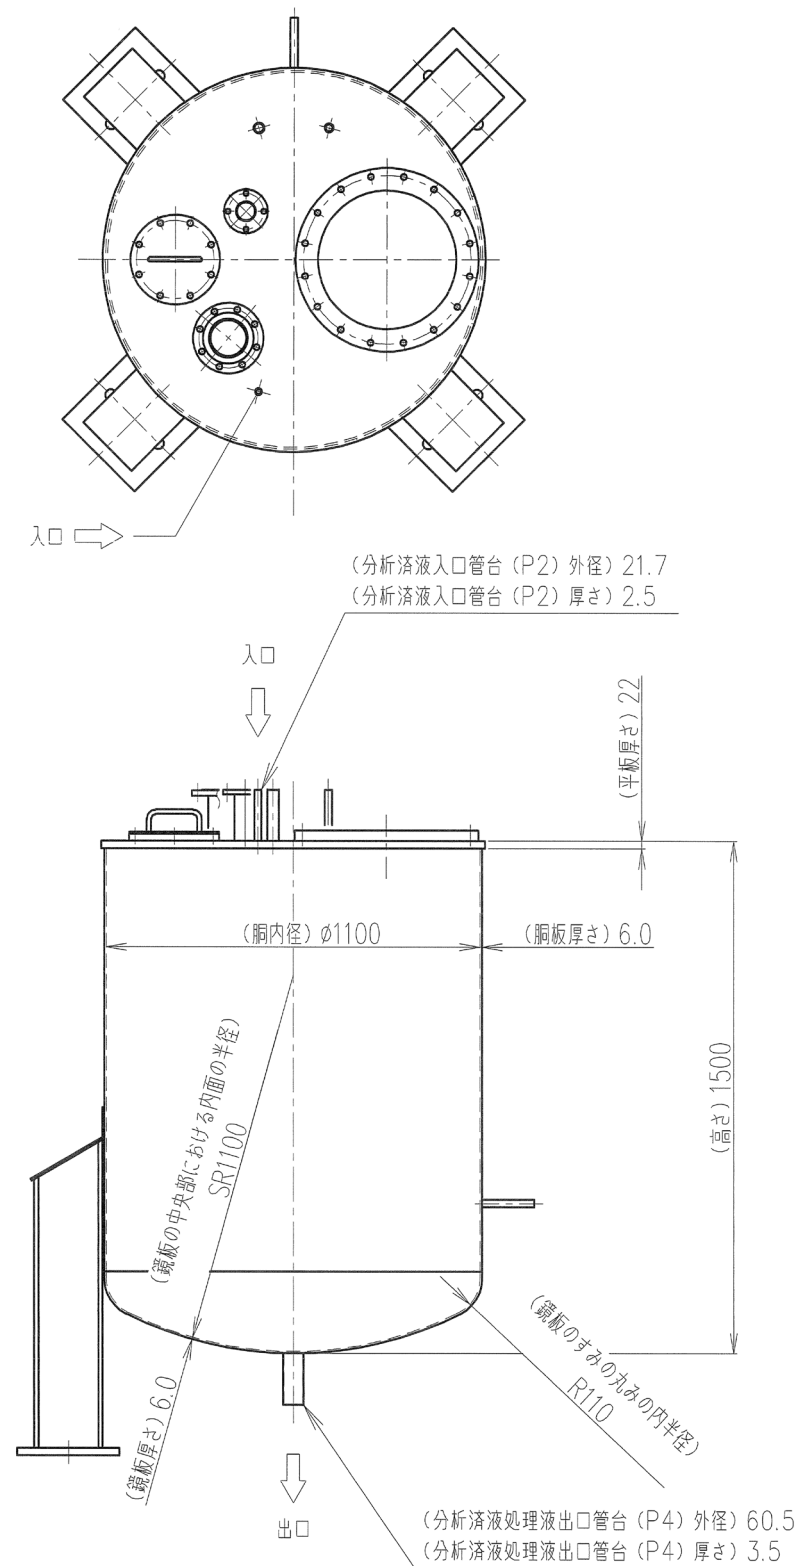 入口
(分析済液入口管台(P2)外径)21.7
(分析済液入口管台(P2)厚さ)2.5
入口
(平板厚さ)22
(胴内径)φ1100
(胴板厚さ)6.0
(高さ)1500
(鏡板の中央部における内面の半径)
SR1100
(鏡板のすみの丸みの内半径)
R110
(鏡板厚さ)6.0
出口
(分析済液処理液出口管台(P4)外径)60.5
(分析済液処理液出口管台(P4)厚さ)3.5